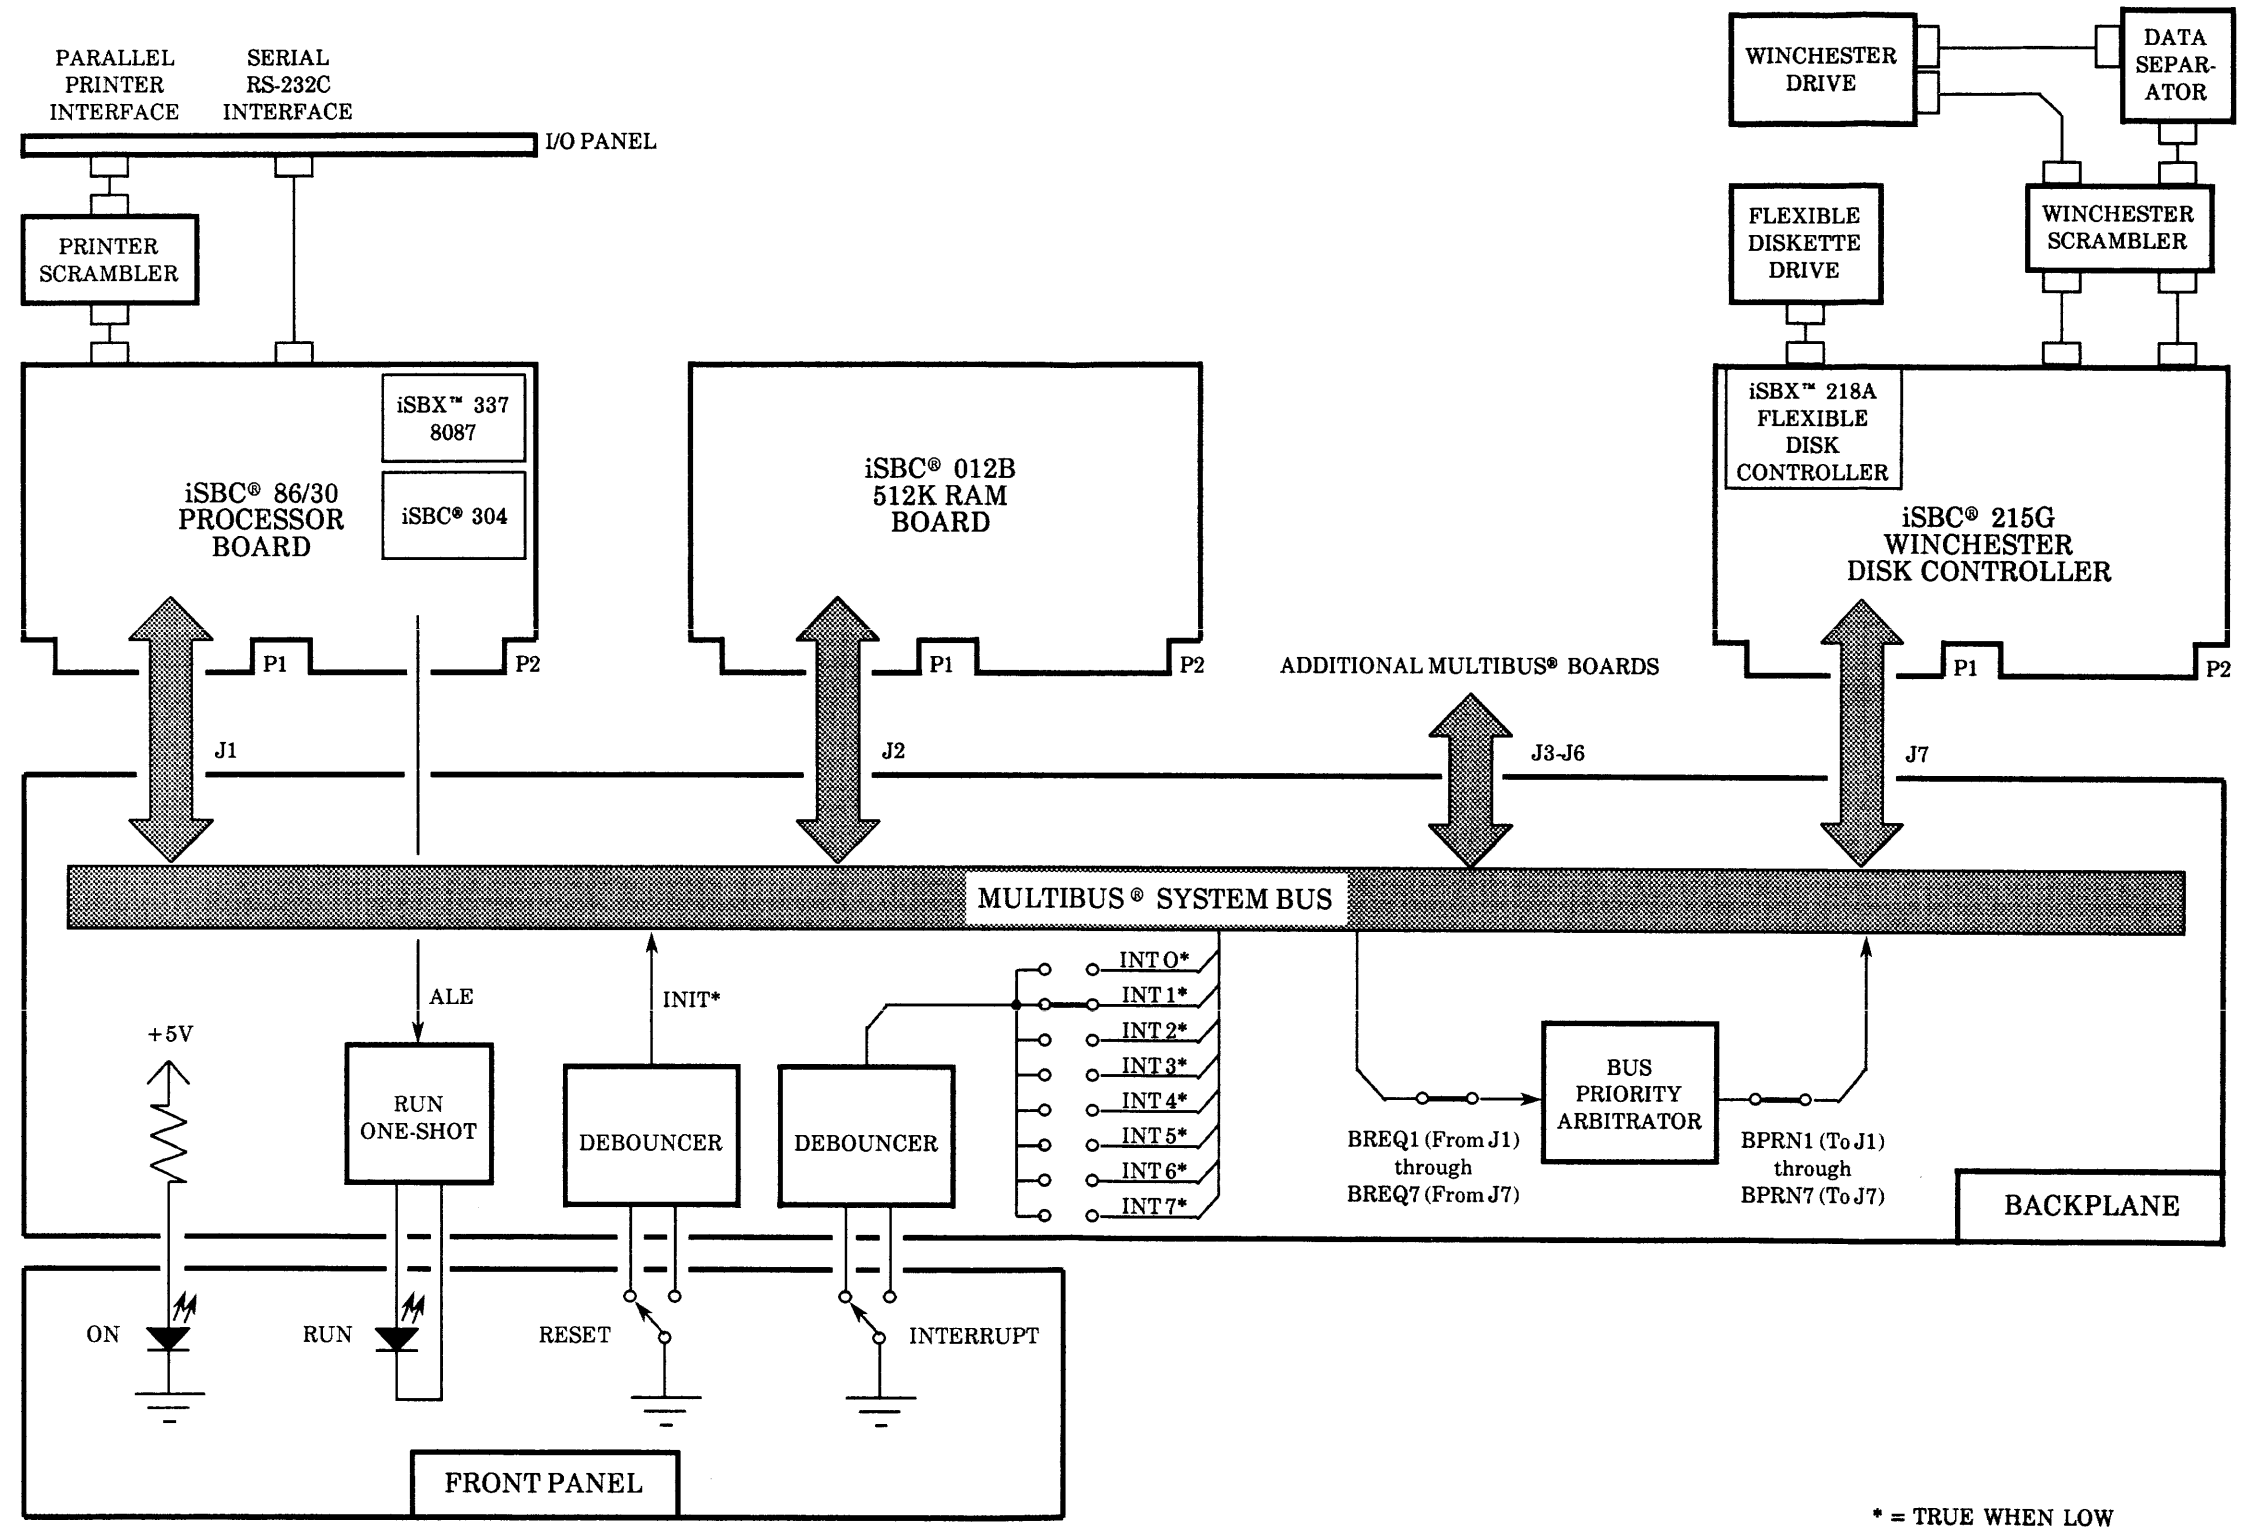 PARALLEL
PRINTER
INTERFACE
SERIAL
RS-232C
INTERFACE
I/O PANEL
WINCHESTER
DRIVE
DATA
SEPAR-
ATOR
PRINTER
SCRAMBLER
FLEXIBLE
DISKETTE
DRIVE
WINCHESTER
SCRAMBLER
iSBX™ 337
8087
iSBC® 304
iSBC® 86/30
PROCESSOR
BOARD
P1
P2
iSBC® 012B
512K RAM
BOARD
P1
P2
iSBX™ 218A
FLEXIBLE
DISK
CONTROLLER
iSBC® 215G
WINCHESTER
DISK CONTROLLER
P1
P2
ADDITIONAL MULTIBUS® BOARDS
J1
J2
J3-J6
J7
MULTIBUS® SYSTEM BUS
+5V
ALE
RUN
ONE-SHOT
INIT*
DEBOUNCER
DEBOUNCER
INT O*
INT 1*
INT 2*
INT 3*
INT 4*
INT 5*
INT 6*
INT 7*
BREQ1 (From J1)
through
BREQ7 (From J7)
BUS
PRIORITY
ARBITRATOR
BPRN1 (To J1)
through
BPRN7 (To J7)
BACKPLANE
ON
RUN
RESET
INTERRUPT
FRONT PANEL
* = TRUE WHEN LOW